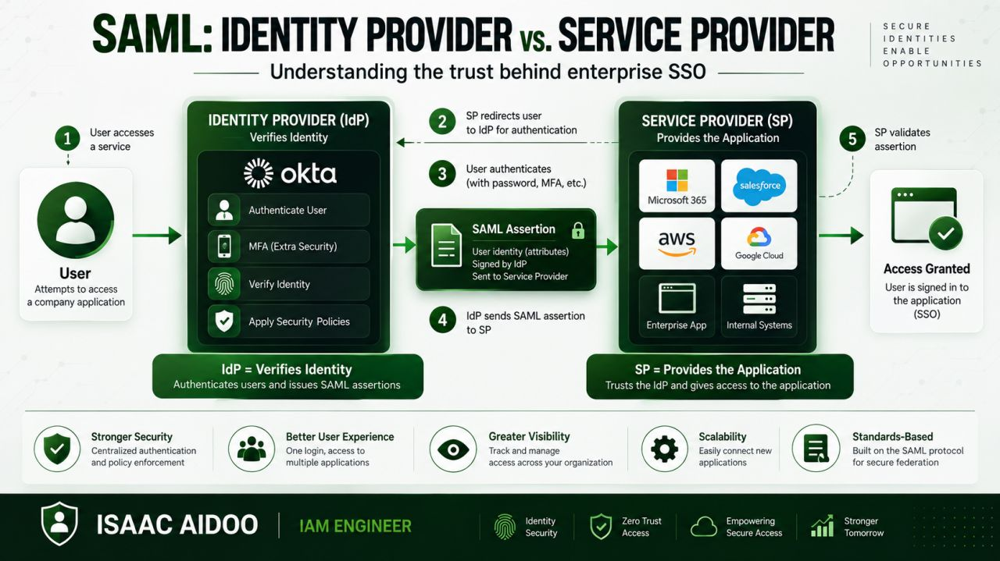 SAML: IDENTITY PROVIDER vs. SERVICE PROVIDER
Understanding the trust behind enterprise SSO
SECURE
IDENTITIES
ENABLE
OPPORTUNITIES
1
User accesses
a service
User
Attempts to access
a company application
IDENTITY PROVIDER (IdP)
Verifies Identity
okta
Authenticate User
MFA (Extra Security)
Verify Identity
Apply Security Policies
IdP = Verifies Identity
Authenticates users and issues SAML assertions
2
SP redirects user
to IdP for authentication
3
User authenticates
(with password, MFA, etc.)
SAML Assertion
User identity (attributes)
Signed by IdP
Sent to Service Provider
4
IdP sends SAML assertion
to SP
SERVICE PROVIDER (SP)
Provides the Application
Microsoft 365
salesforce
aws
Google Cloud
Enterprise App
Internal Systems
SP = Provides the Application
Trusts the IdP and gives access to the application
5
SP validates
assertion
Access Granted
User is signed in to
the application
(SSO)
Stronger Security
Centralized authentication
and policy enforcement
Better User Experience
One login, access to
multiple applications
Greater Visibility
Track and manage
access across your organization
Scalability
Easily connect new
applications
Standards-Based
Built on the SAML protocol
for secure federation
ISAAC AIDOO
IAM ENGINEER
Identity
Security
Zero Trust
Access
Empowering
Secure Access
Stronger
Tomorrow